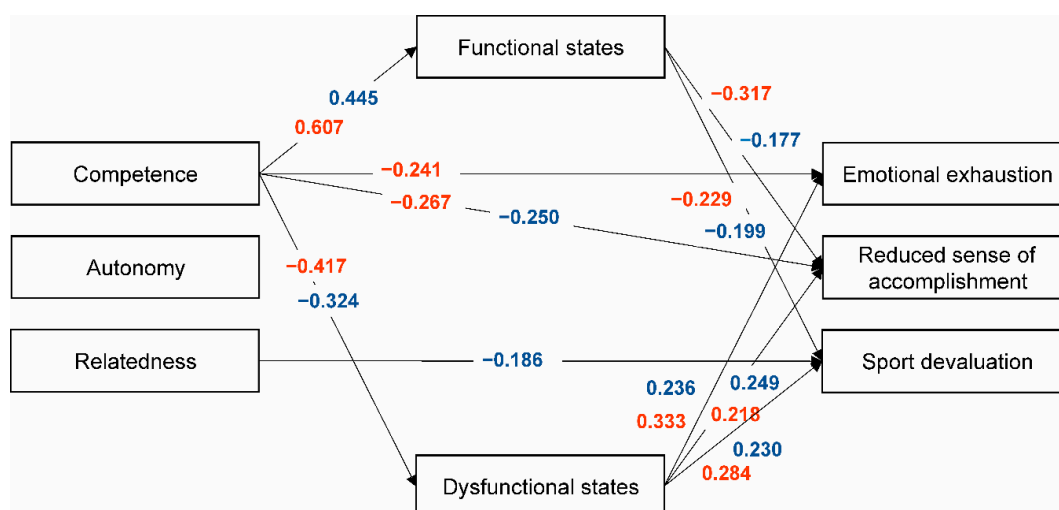 Functional states
−0.317
0.445
0.607
−0.177
Competence
−0.241
Emotional exhaustion
−0.267
−0.229
−0.250
−0.199
Autonomy
−0.417
Reduced sense of
accomplishment
−0.324
Relatedness
−0.186
Sport devaluation
0.236
0.249
0.333
0.218
0.230
0.284
Dysfunctional states